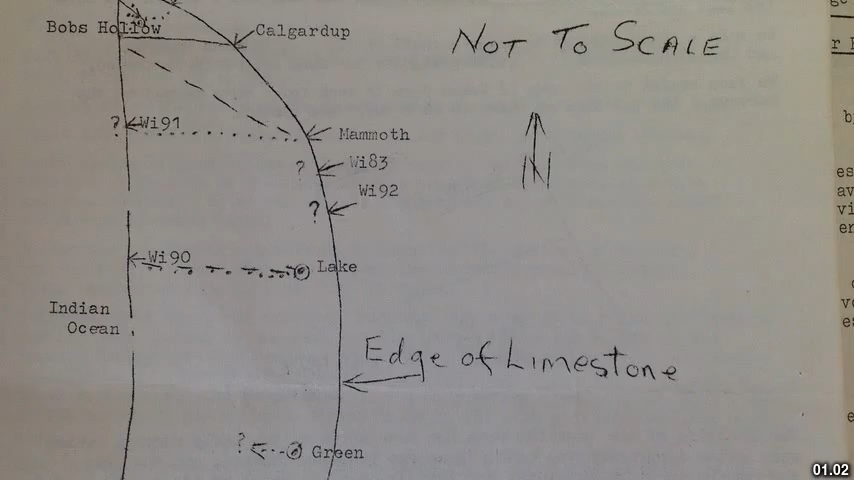 Bobs Hollow
Calgardup
NOT TO SCALE
? Wi91
Mammoth
N
? Wi83
Wi92
?
Wi90
Lake
Indian
Ocean
Edge of Limestone
? Green
01.02